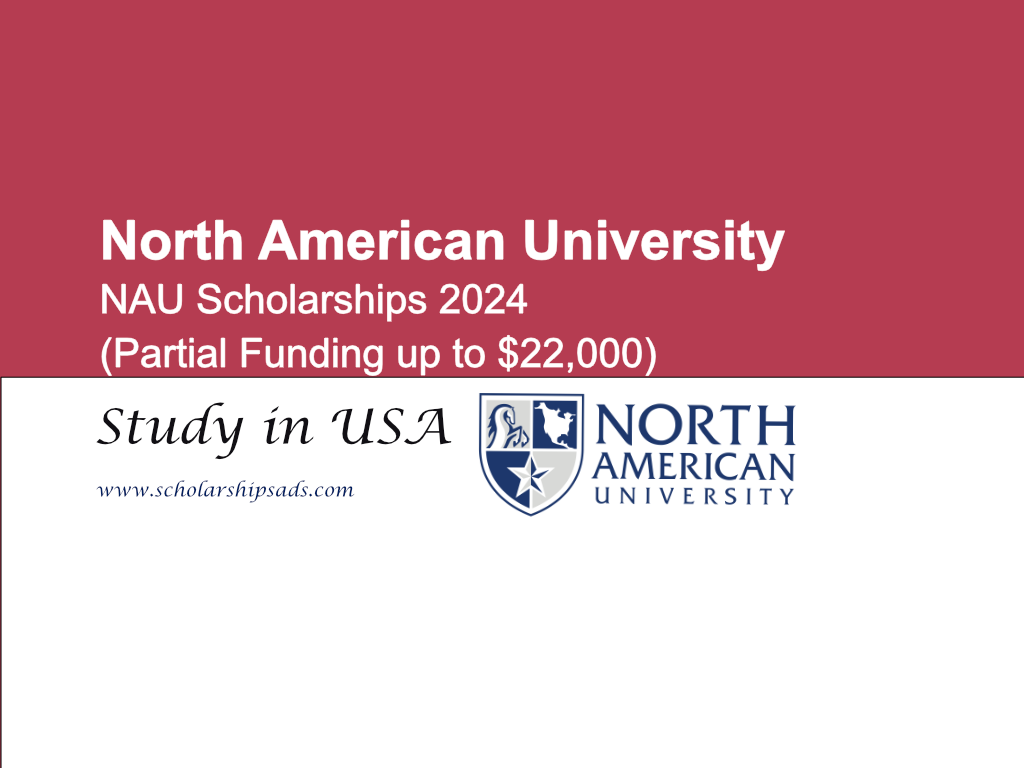 North American University
NAU Scholarships 2024
(Partial Funding up to $22,000)
Study in USA
www.scholarshipsads.com
NORTH
AMERICAN
UNIVERSITY